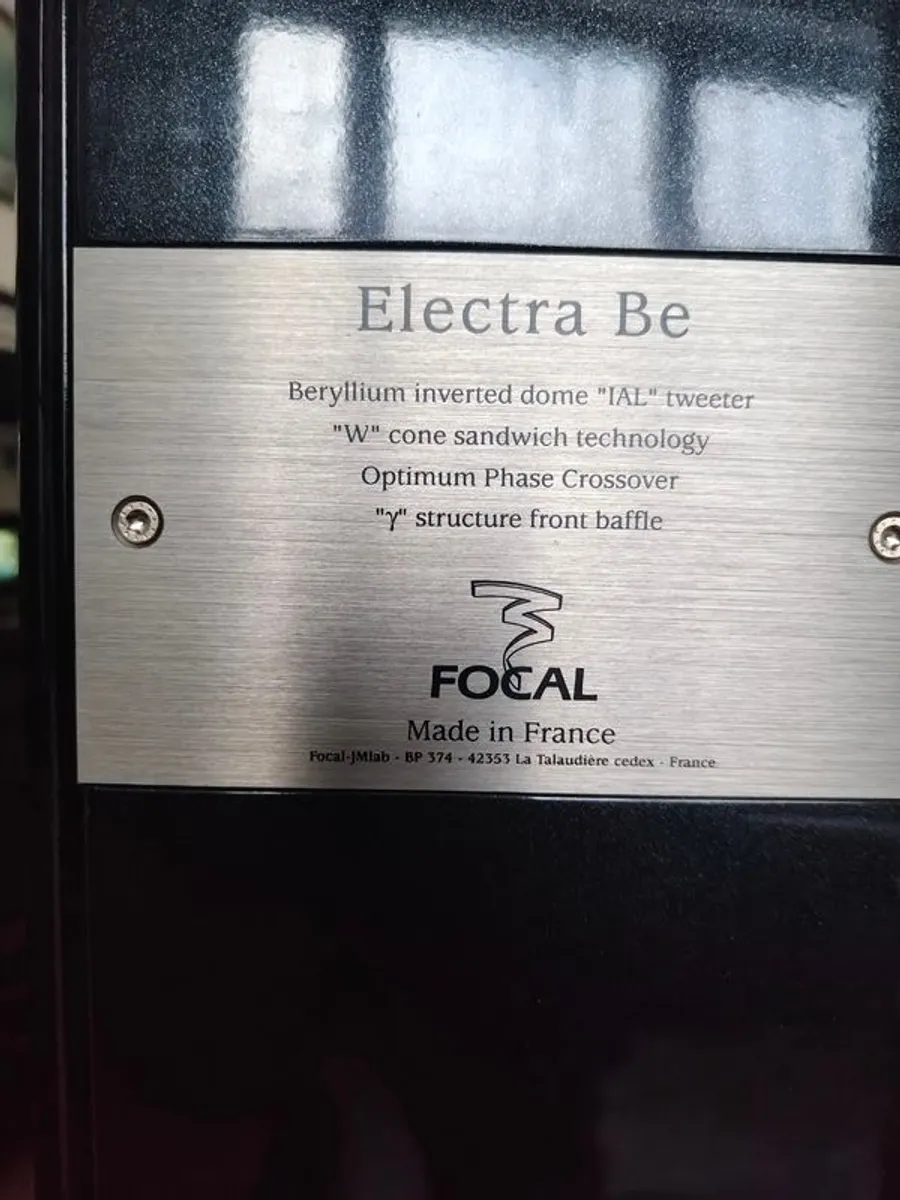 Electra Be
Beryllium inverted dome "IAL" tweeter
"W" cone sandwich technology
Optimum Phase Crossover
"γ" structure front baffle
FOCAL
Made in France
Focal-JMlab - BP 374 - 42353 La Talaudière cedex - France